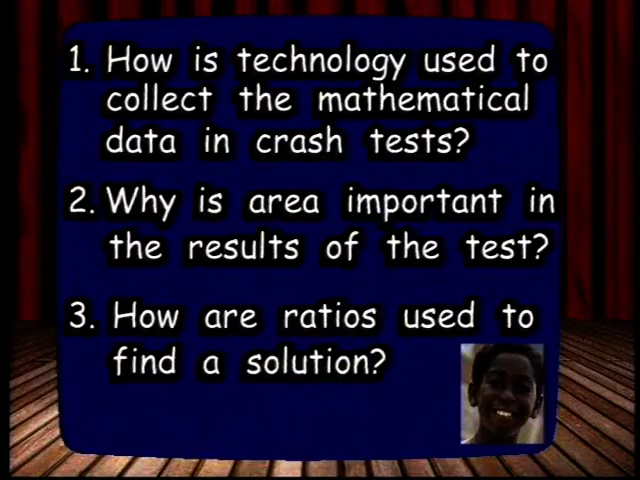 1. How is technology used to
collect the mathematical
data in crash tests?
2. Why is area important in
the results of the test?
3. How are ratios used to
find a solution?